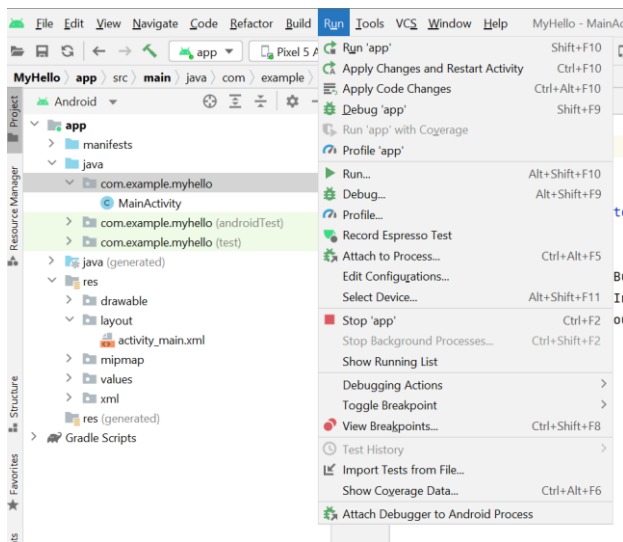 File Edit View Navigate Code Refactor Build Run Tools VCS Window Help MyHello - MainAc
app Pixel 5 A
MyHello app src main java com example
Android
Project
Resource Manager
Structure
Favorites
app
manifests
java
com.example.myhello
MainActivity
com.example.myhello (androidTest)
com.example.myhello (test)
java (generated)
res
drawable
layout
activity_main.xml
mipmap
values
xml
res (generated)
Gradle Scripts
Run 'app' Shift+F10
Apply Changes and Restart Activity Ctrl+F10
Apply Code Changes Ctrl+Alt+F10
Debug 'app' Shift+F9
Run 'app' with Coverage
Profile 'app'
Run... Alt+Shift+F10
Debug... Alt+Shift+F9
Profile...
Record Espresso Test
Attach to Process... Ctrl+Alt+F5
Edit Configurations...
Select Device... Alt+Shift+F11
Stop 'app' Ctrl+F2
Stop Background Processes... Ctrl+Shift+F2
Show Running List
Debugging Actions
Toggle Breakpoint
View Breakpoints... Ctrl+Shift+F8
Test History
Import Tests from File...
Show Coverage Data... Ctrl+Alt+F6
Attach Debugger to Android Process